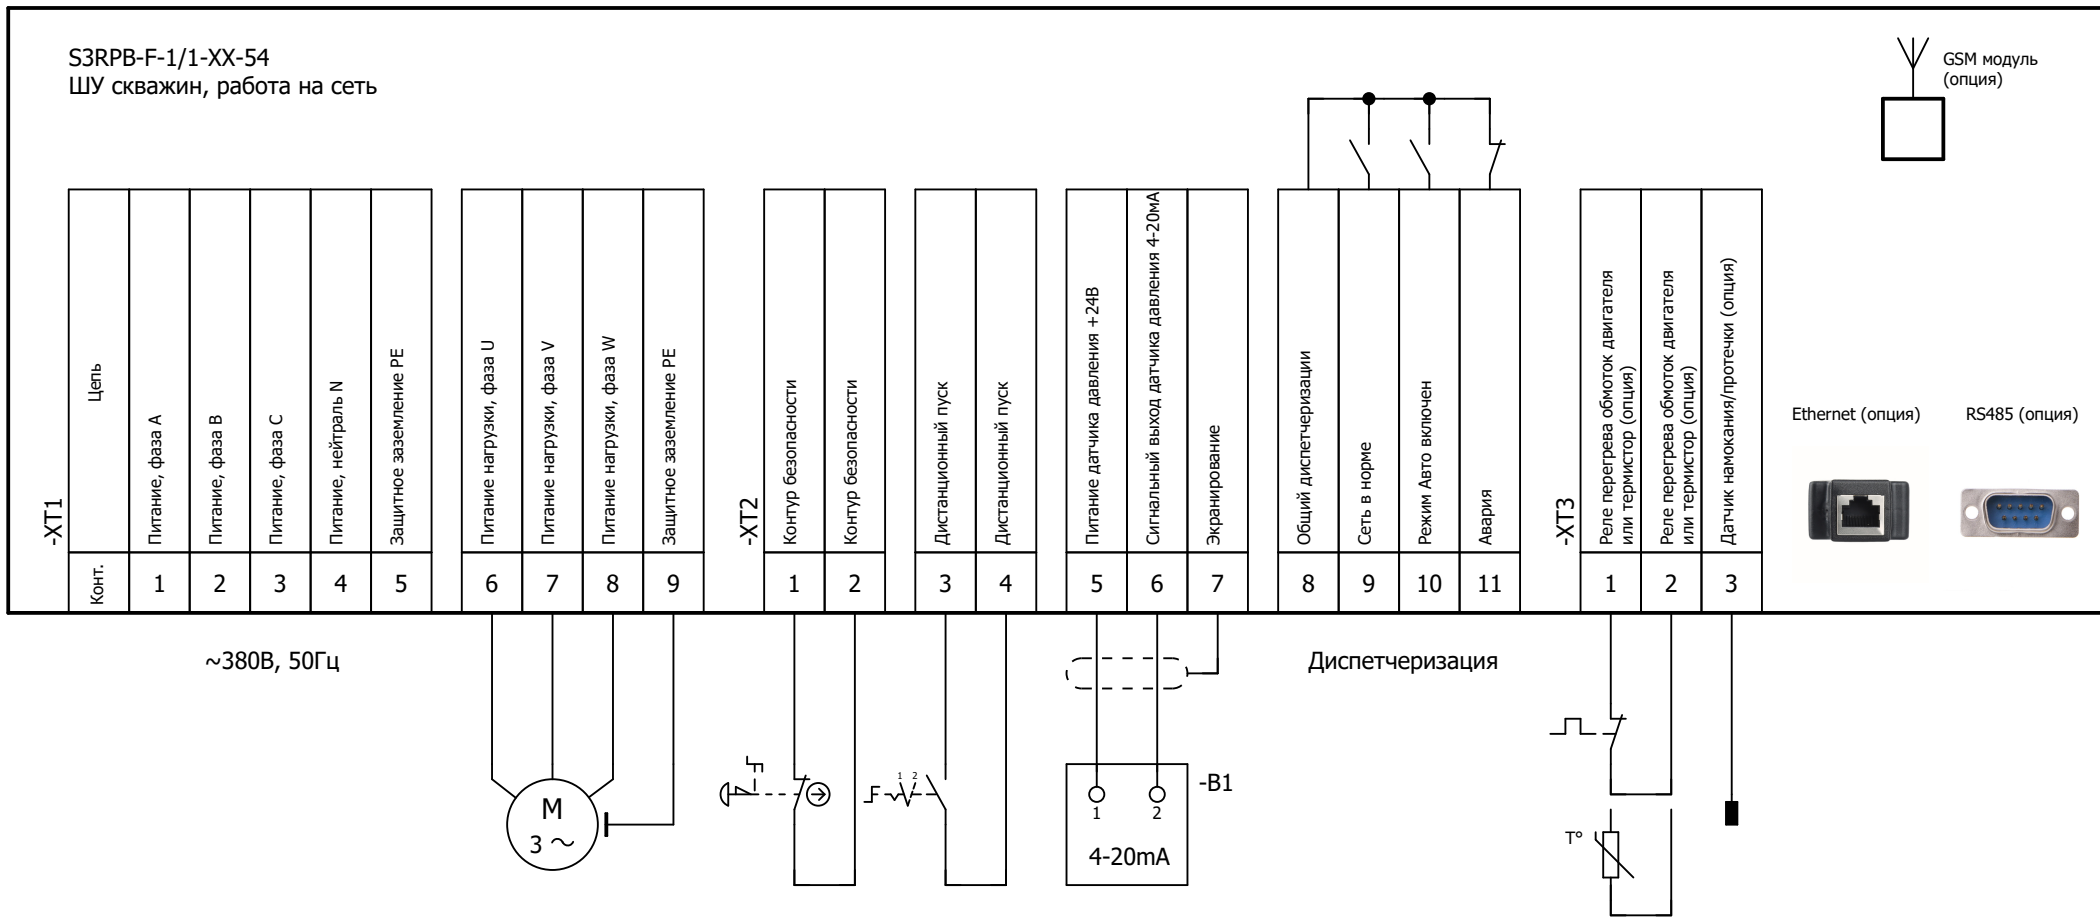 S3RPB-F-1/1-XX-54
ШУ скважин, работа на сеть
GSM модуль
(опция)
-XT1
Цепь
Питание, фаза A
Питание, фаза B
Питание, фаза C
Питание, нейтраль N
Защитное заземление PE
Питание нагрузки, фаза U
Питание нагрузки, фаза V
Питание нагрузки, фаза W
Защитное заземление PE
-XT2
Контур безопасности
Контур безопасности
Дистанционный пуск
Дистанционный пуск
Питание датчика давления +24В
Сигнальный выход датчика давления 4-20мА
Экранирование
Общий диспетчеризации
Сеть в норме
Режим Авто включен
Авария
-XT3
Реле перегрева обмоток двигателя
или термистор (опция)
Реле перегрева обмоток двигателя
или термистор (опция)
Датчик намокания/протечки (опция)
Ethernet (опция)
RS485 (опция)
Конт.
1
2
3
4
5
6
7
8
9
1
2
3
4
5
6
7
8
9
10
11
1
2
3
~380В, 50Гц
Диспетчеризация
M
3 ~
1 2
-B1
1
2
4-20mA
T°